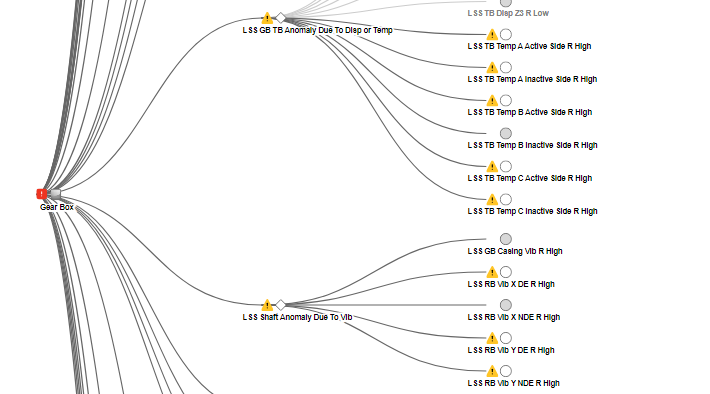 LSS TB Disp Z3 R Low
LSS GB TB Anomaly Due To Disp or Temp
LSS TB Temp A Active Side R High
LSS TB Temp A Inactive Side R High
LSS TB Temp B Active Side R High
LSS TB Temp B Inactive Side R High
LSS TB Temp C Active Side R High
LSS TB Temp C Inactive Side R High
Gear Box
LSS GB Casing Vib R High
LSS RB Vib X DE R High
LSS Shaft Anomaly Due To Vib
LSS RB Vib X NDE R High
LSS RB Vib Y DE R High
LSS RB Vib Y NDE R High